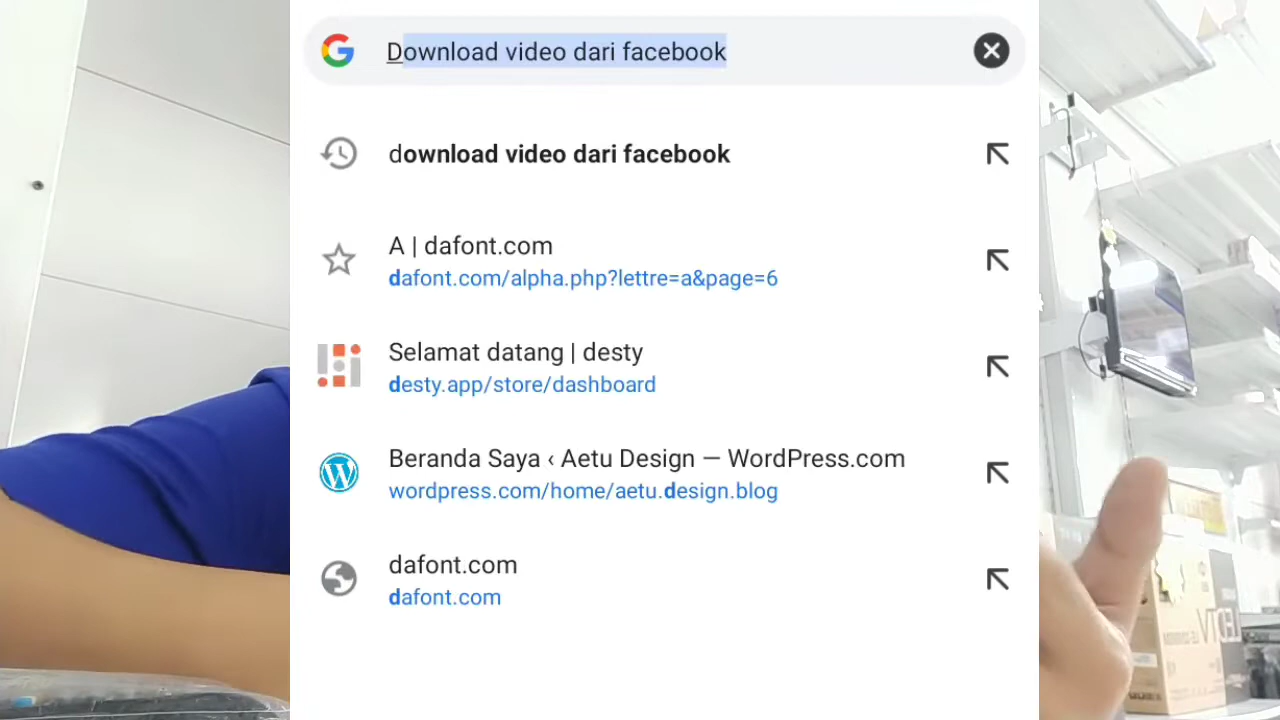 Download video dari facebook
download video dari facebook
A | dafont.com
dafont.com/alpha.php?lettre=a&page=6
Selamat datang | desty
desty.app/store/dashboard
Beranda Saya ‹ Aetu Design — WordPress.com
wordpress.com/home/aetu.design.blog
dafont.com
dafont.com